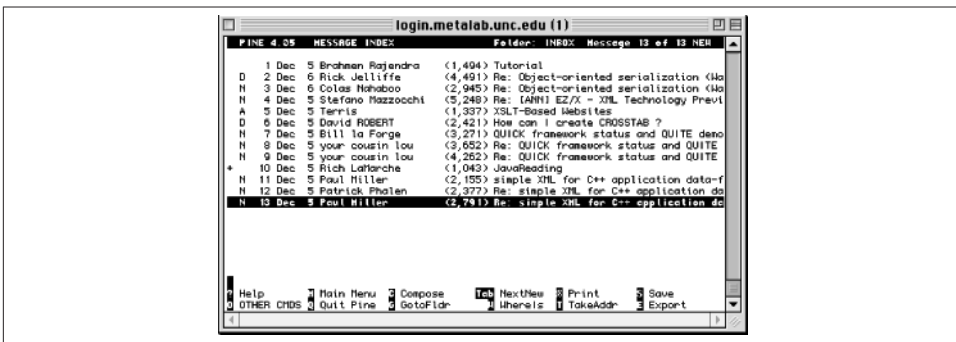 login.metalab.unc.edu (1)
PINE 4.05 MESSAGE INDEX Folder: INBOX Message 13 of 13 NEW
1 Dec 5 Brahmen Rajendra (1,494) Tutorial
D 2 Dec 6 Rick Jelliffe (4,491) Re: Object-oriented serialization (Wa
N 3 Dec 6 Colas Nahaboo (2,945) Re: Object-oriented serialization (Wa
N 4 Dec 5 Stefano Mazzocchi (5,248) Re: [ANN] EZ/X - XML Technology Previ
A 5 Dec 5 Terris (1,337) XSLT-Based Websites
D 6 Dec 5 David ROBERT (2,421) How can I create CROSSTAB ?
N 7 Dec 5 Bill la Forge (3,271) QUICK framework status and QUITE demo
N 8 Dec 5 your cousin lou (3,652) Re: QUICK framework status and QUITE
N 9 Dec 5 your cousin lou (4,262) Re: QUICK framework status and QUITE
+ 10 Dec 5 Rich LaMarche (1,043) JavaReading
N 11 Dec 5 Paul Miller (2,155) simple XML for C++ application data-f
N 12 Dec 5 Patrick Phalen (2,377) Re: simple XML for C++ application da
N 13 Dec 5 Paul Miller (2,791) Re: simple XML for C++ application da
? Help M Main Menu C Compose Tab NextNew % Print S Save
O OTHER CMDS Q Quit Pine G GotoFldr W WhereIs T TakeAddr E Export